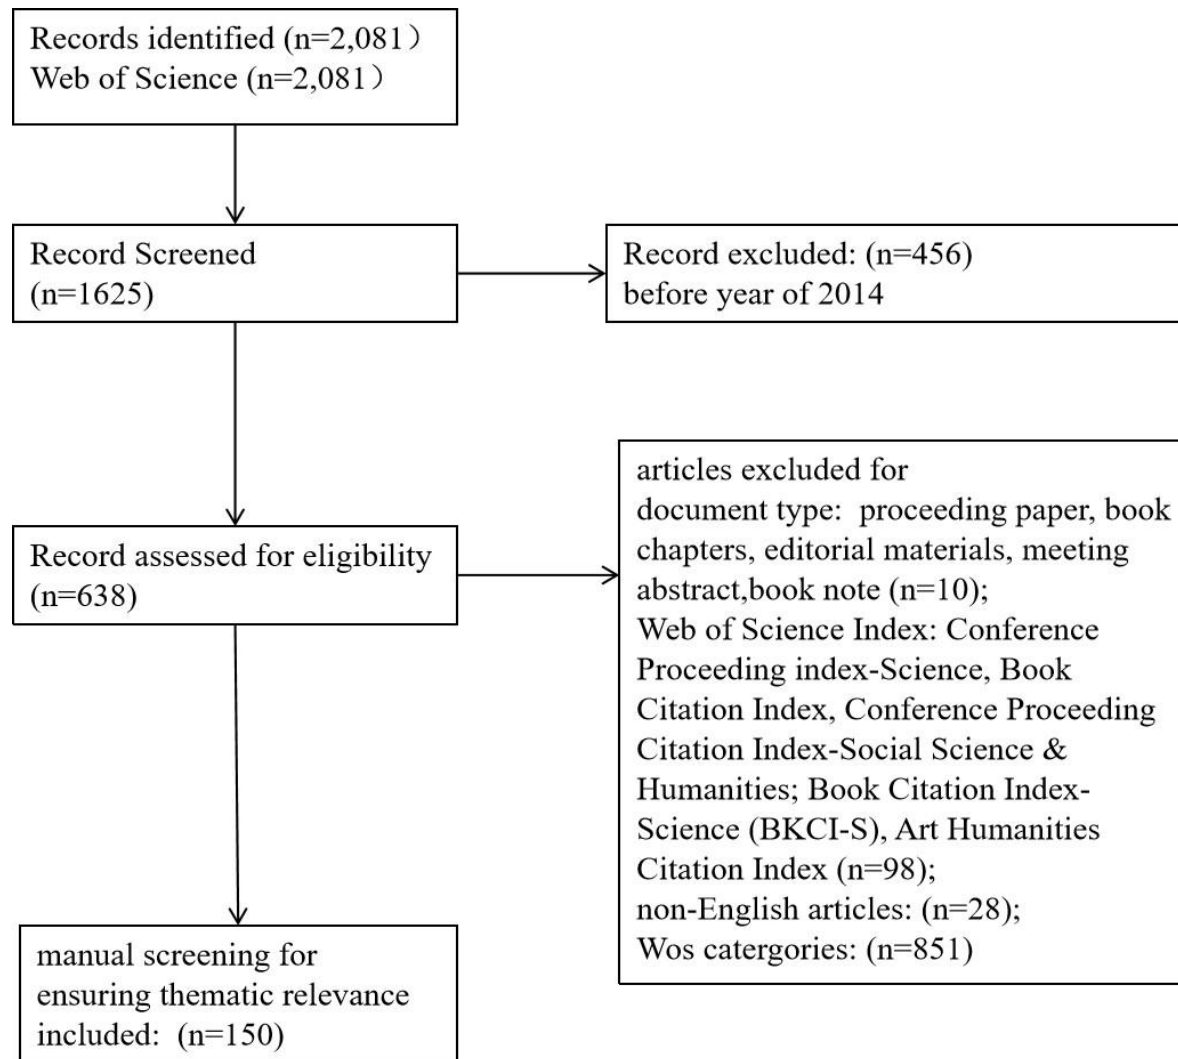 Records identified (n=2,081）
Web of Science (n=2,081）
Record Screened
(n=1625)
Record excluded: (n=456)
before year of 2014
Record assessed for eligibility
(n=638)
articles excluded for
document type:  proceeding paper, book
chapters, editorial materials, meeting
abstract,book note (n=10);
Web of Science Index: Conference
Proceeding index-Science, Book
Citation Index, Conference Proceeding
Citation Index-Social Science &
Humanities; Book Citation Index-
Science (BKCI-S), Art Humanities
Citation Index (n=98);
non-English articles: (n=28);
Wos catergories: (n=851)
manual screening for
ensuring thematic relevance
included:  (n=150)